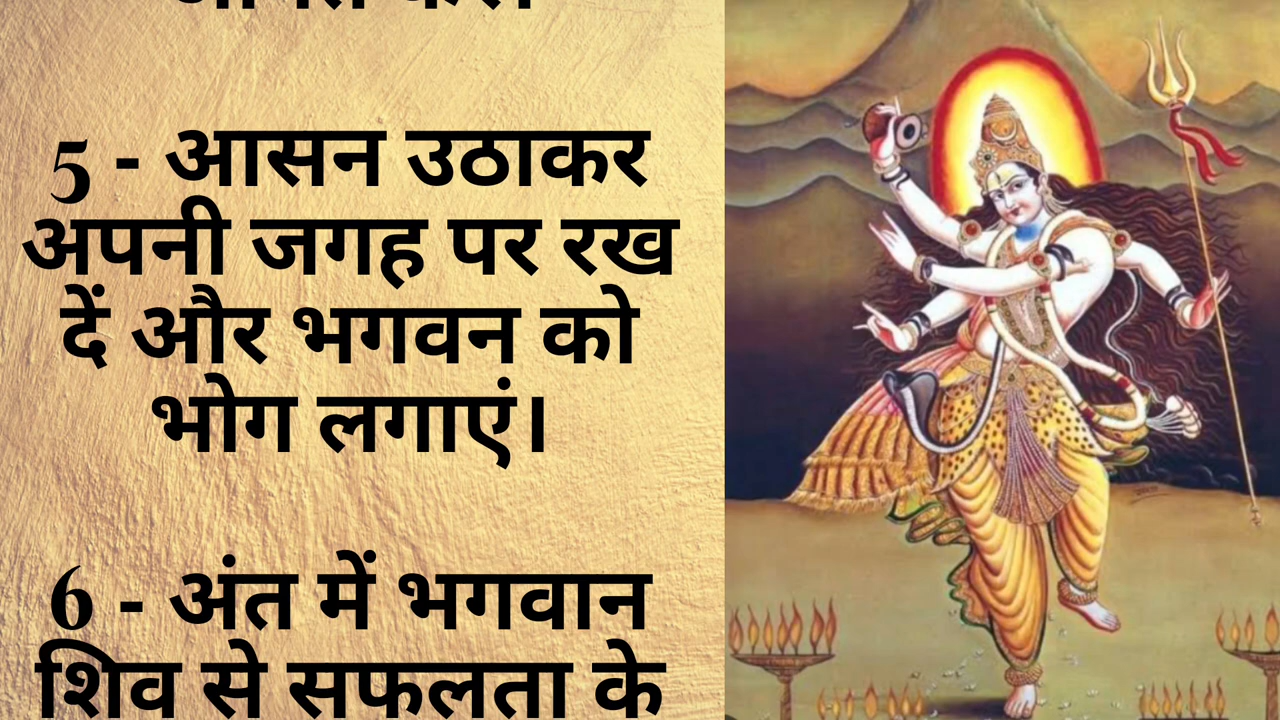 5 - आसन उठाकर
अपनी जगह पर रख
दें और भगवन को
भोग लगाएं।
6 - अंत में भगवान
शिव से सफलता के